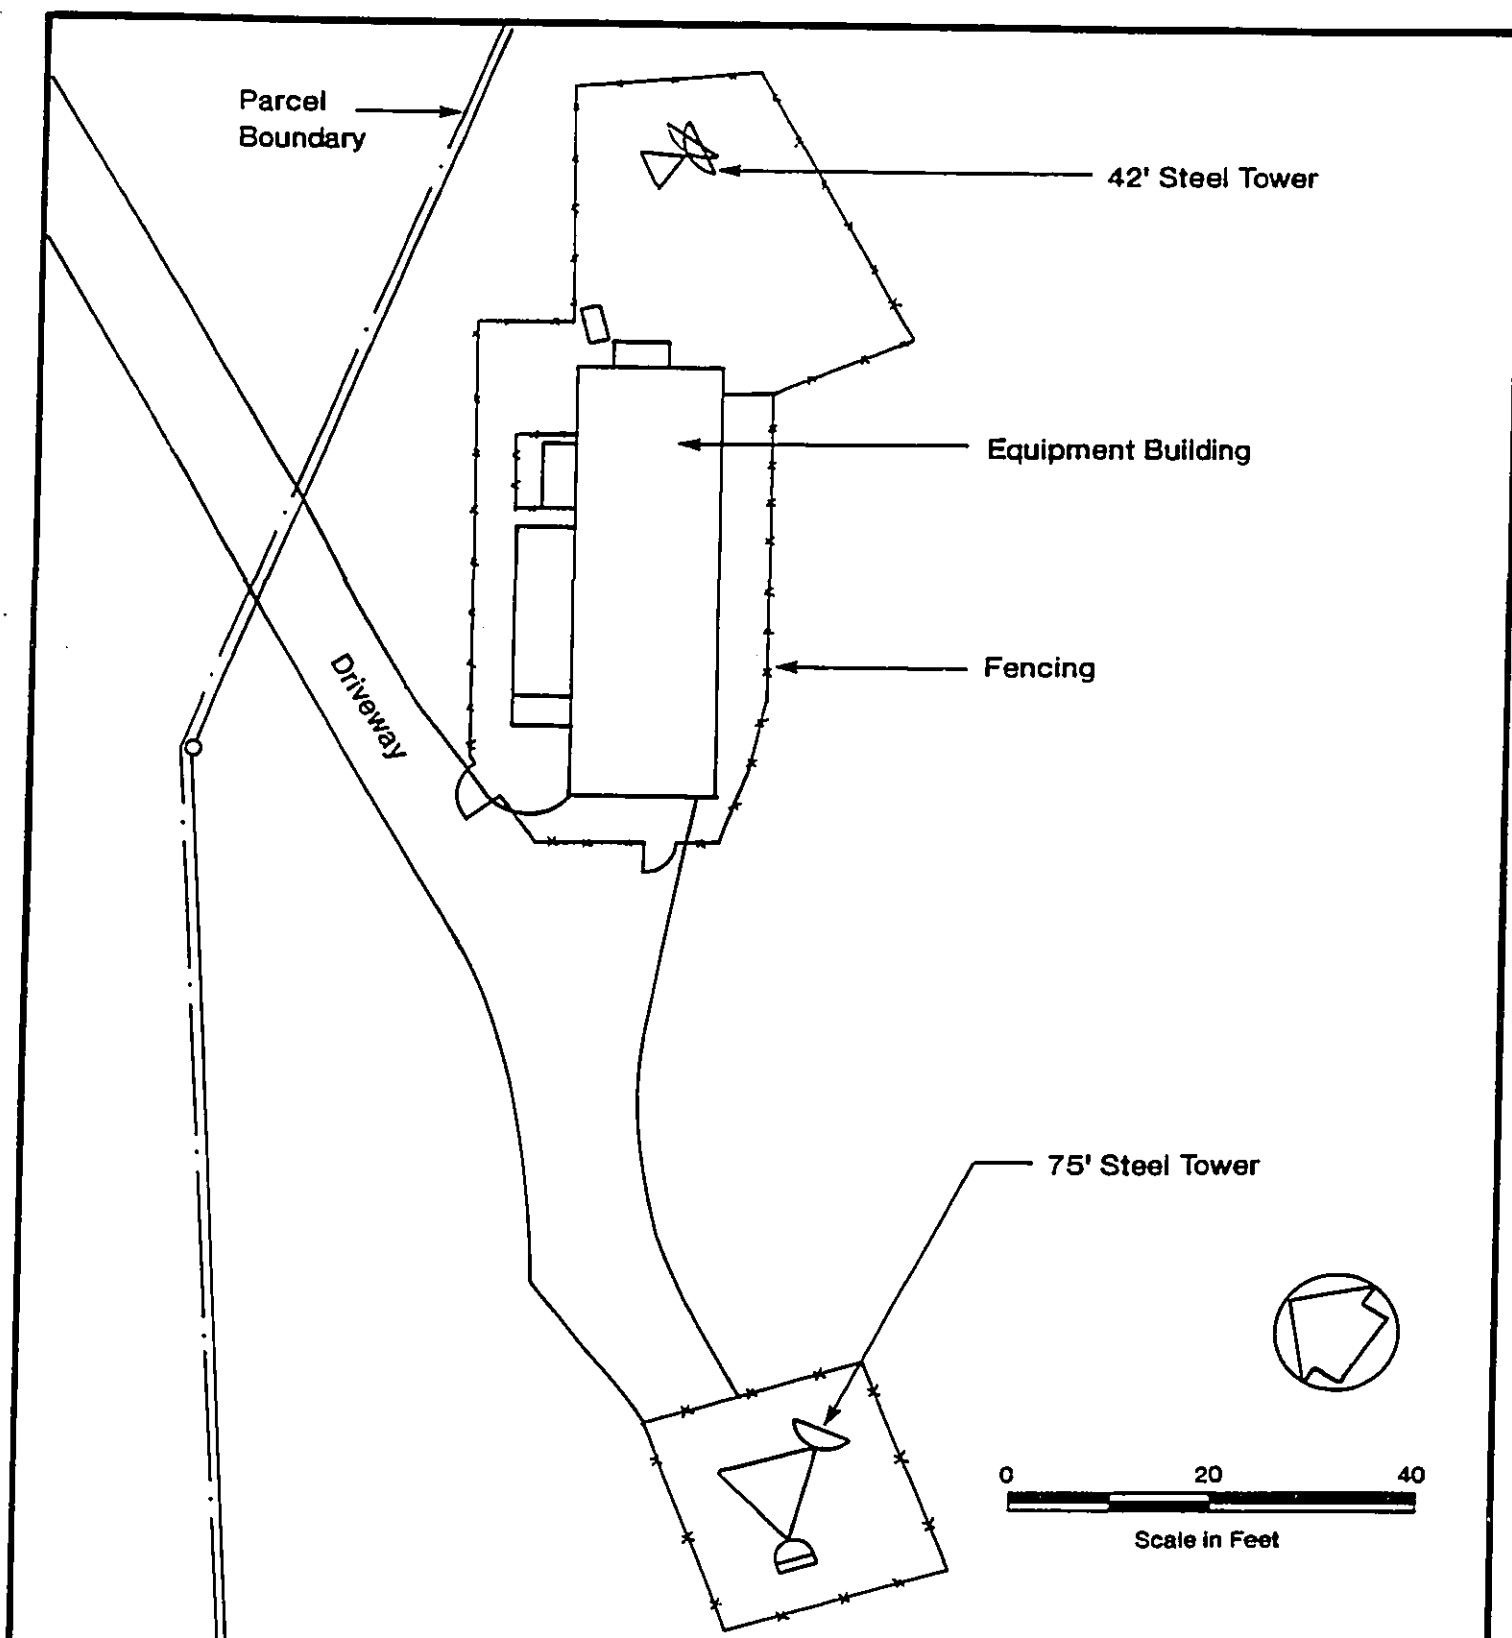 Parcel
Boundary
42' Steel Tower
Equipment Building
Fencing
Driveway
75' Steel Tower
0 20 40
Scale in Feet